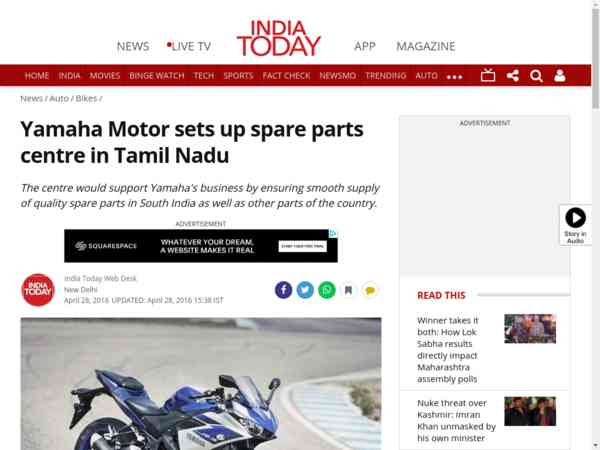 NEWS
LIVE TV
INDIA
TODAY
APP
MAGAZINE
HOME INDIA MOVIES BINGE WATCH TECH SPORTS FACT CHECK NEWSMO TRENDING AUTO
News / Auto / Bikes /
Yamaha Motor sets up spare parts
centre in Tamil Nadu
The centre would support Yamaha's business by ensuring smooth supply
of quality spare parts in South India as well as other parts of the country.
ADVERTISEMENT
SQUARESPACE
WHATEVER YOUR DREAM,
A WEBSITE MAKES IT REAL
START YOUR FREE TRIAL
INDIA
TODAY
India Today Web Desk
New Delhi
April 28, 2016 UPDATED: April 28, 2016 15:38 IST
YAMAHA
ADVERTISEMENT
Story in
Audio
READ THIS
Winner takes it
both: How Lok
Sabha results
directly impact
Maharashtra
assembly polls
Nuke threat over
Kashmir: Imran
Khan unmasked by
his own minister